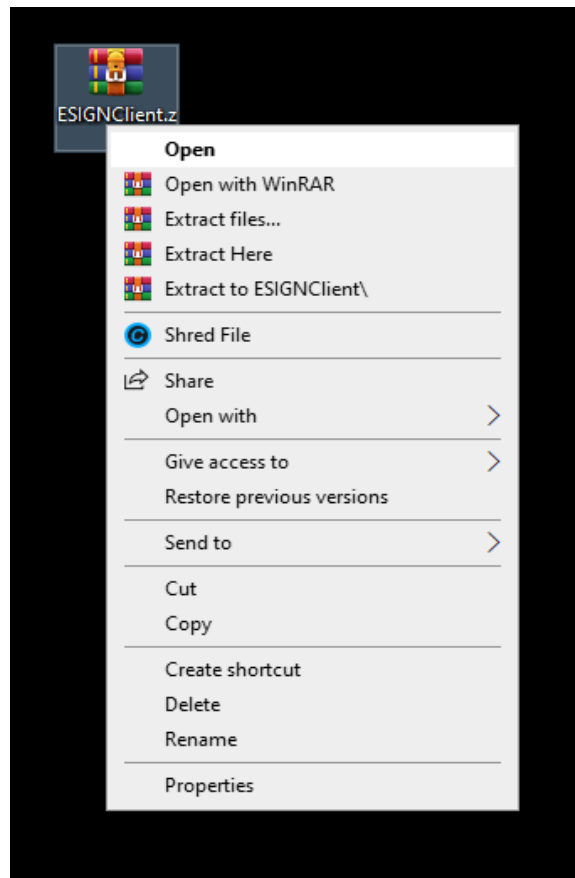 ESIGNClient.z
Open
Open with WinRAR
Extract files...
Extract Here
Extract to ESIGNClient\
Shred File
Share
Open with
Give access to
Restore previous versions
Send to
Cut
Copy
Create shortcut
Delete
Rename
Properties